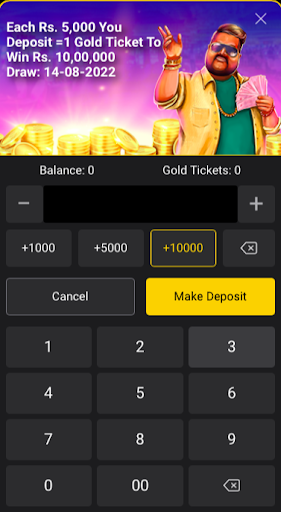 Each Rs. 5,000 You
Deposit =1 Gold Ticket To
Win Rs. 10,00,000
Draw: 14-08-2022
Balance: 0 Gold Tickets: 0
+1000 +5000 +10000
Cancel Make Deposit
1 2 3
4 5 6
7 8 9
0 00